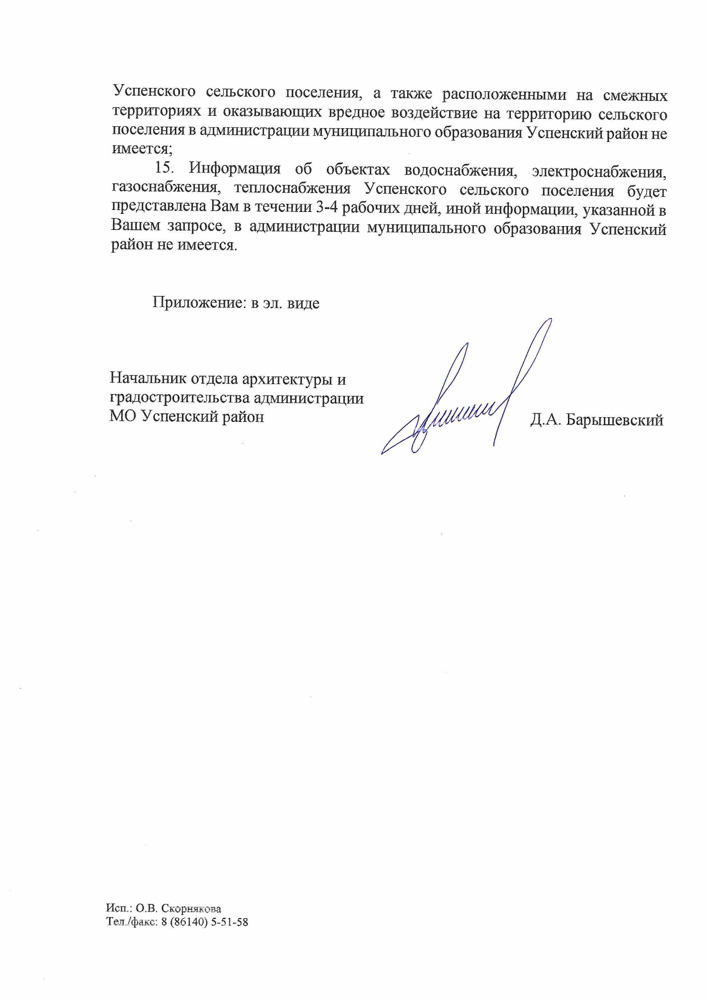 Успенского сельского поселения, а также расположенными на смежных
территориях и оказывающих вредное воздействие на территорию сельского
поселения в администрации муниципального образования Успенский район не
имеется;
15. Информация об объектах водоснабжения, электроснабжения,
газоснабжения, теплоснабжения Успенского сельского поселения будет
представлена Вам в течении 3-4 рабочих дней, иной информации, указанной в
Вашем запросе, в администрации муниципального образования Успенский
район не имеется.
Приложение: в эл. виде
Начальник отдела архитектуры и
градостроительства администрации
МО Успенский район
Д.А. Барышевский
Исп.: О.В. Скорнякова
Тел./факс: 8 (86140) 5-51-58